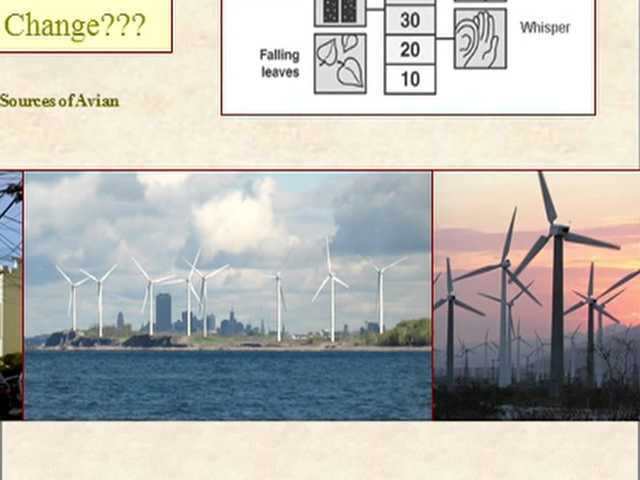 Change???
30
Whisper
20
Falling
leaves
10
Sources of Avian